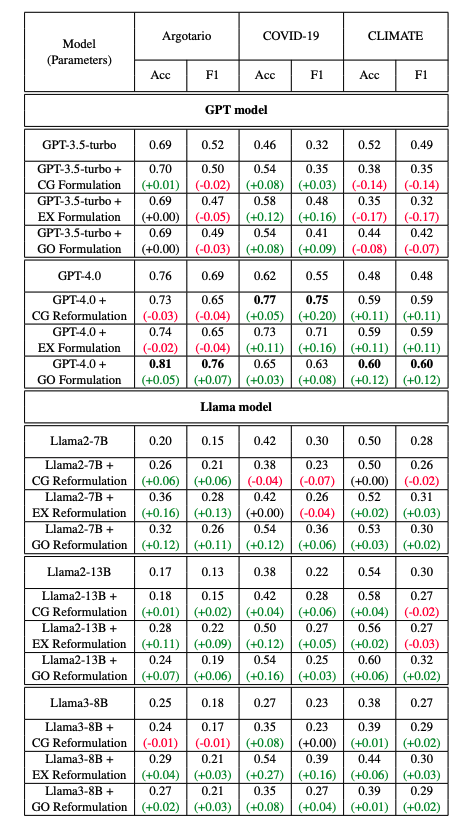 Model
(Parameters)
Argotario
COVID-19
CLIMATE
Acc F1 Acc F1 Acc F1
GPT model
GPT-3.5-turbo 0.69 0.52 0.46 0.32 0.52 0.49
GPT-3.5-turbo + 0.70 0.50 0.54 0.35 0.38 0.35
CG Formulation (+0.01) (-0.02) (+0.08) (+0.03) (-0.14) (-0.14)
GPT-3.5-turbo + 0.69 0.47 0.58 0.48 0.35 0.32
EX Formulation (+0.00) (-0.05) (+0.12) (+0.16) (-0.17) (-0.17)
GPT-3.5-turbo + 0.69 0.49 0.54 0.41 0.44 0.42
GO Formulation (+0.00) (-0.03) (+0.08) (+0.09) (-0.08) (-0.07)
GPT-4.0 0.76 0.69 0.62 0.55 0.48 0.48
GPT-4.0 + 0.73 0.65 0.77 0.75 0.59 0.59
CG Reformulation (-0.03) (-0.04) (+0.05) (+0.20) (+0.11) (+0.11)
GPT-4.0 + 0.74 0.65 0.73 0.71 0.59 0.59
EX Formulation (-0.02) (-0.04) (+0.11) (+0.16) (+0.11) (+0.11)
GPT-4.0 + 0.81 0.76 0.65 0.63 0.60 0.60
GO Formulation (+0.05) (+0.07) (+0.03) (+0.08) (+0.12) (+0.12)
Llama model
Llama2-7B 0.20 0.15 0.42 0.30 0.50 0.28
Llama2-7B + 0.26 0.21 0.38 0.23 0.50 0.26
CG Reformulation (+0.06) (+0.06) (-0.04) (-0.07) (+0.00) (-0.02)
Llama2-7B + 0.36 0.28 0.42 0.26 0.52 0.31
EX Reformulation (+0.16) (+0.13) (+0.00) (-0.04) (+0.02) (+0.03)
Llama2-7B + 0.32 0.26 0.54 0.36 0.53 0.30
GO Reformulation (+0.12) (+0.11) (+0.12) (+0.06) (+0.03) (+0.02)
Llama2-13B 0.17 0.13 0.38 0.22 0.54 0.30
Llama2-13B + 0.18 0.15 0.42 0.28 0.58 0.27
CG Reformulation (+0.01) (+0.02) (+0.04) (+0.06) (+0.04) (-0.02)
Llama2-13B + 0.28 0.22 0.50 0.27 0.56 0.27
EX Reformulation (+0.11) (+0.09) (+0.12) (+0.05) (+0.02) (-0.03)
Llama2-13B + 0.24 0.19 0.54 0.25 0.60 0.32
GO Reformulation (+0.07) (+0.06) (+0.16) (+0.03) (+0.06) (+0.02)
Llama3-8B 0.25 0.18 0.27 0.23 0.38 0.27
Llama3-8B + 0.24 0.17 0.35 0.23 0.39 0.29
CG Reformulation (-0.01) (-0.01) (+0.08) (+0.00) (+0.01) (+0.02)
Llama3-8B + 0.29 0.21 0.54 0.39 0.44 0.30
EX Reformulation (+0.04) (+0.03) (+0.27) (+0.16) (+0.06) (+0.03)
Llama3-8B + 0.27 0.21 0.35 0.27 0.39 0.29
GO Reformulation (+0.02) (+0.03) (+0.08) (+0.04) (+0.01) (+0.02)